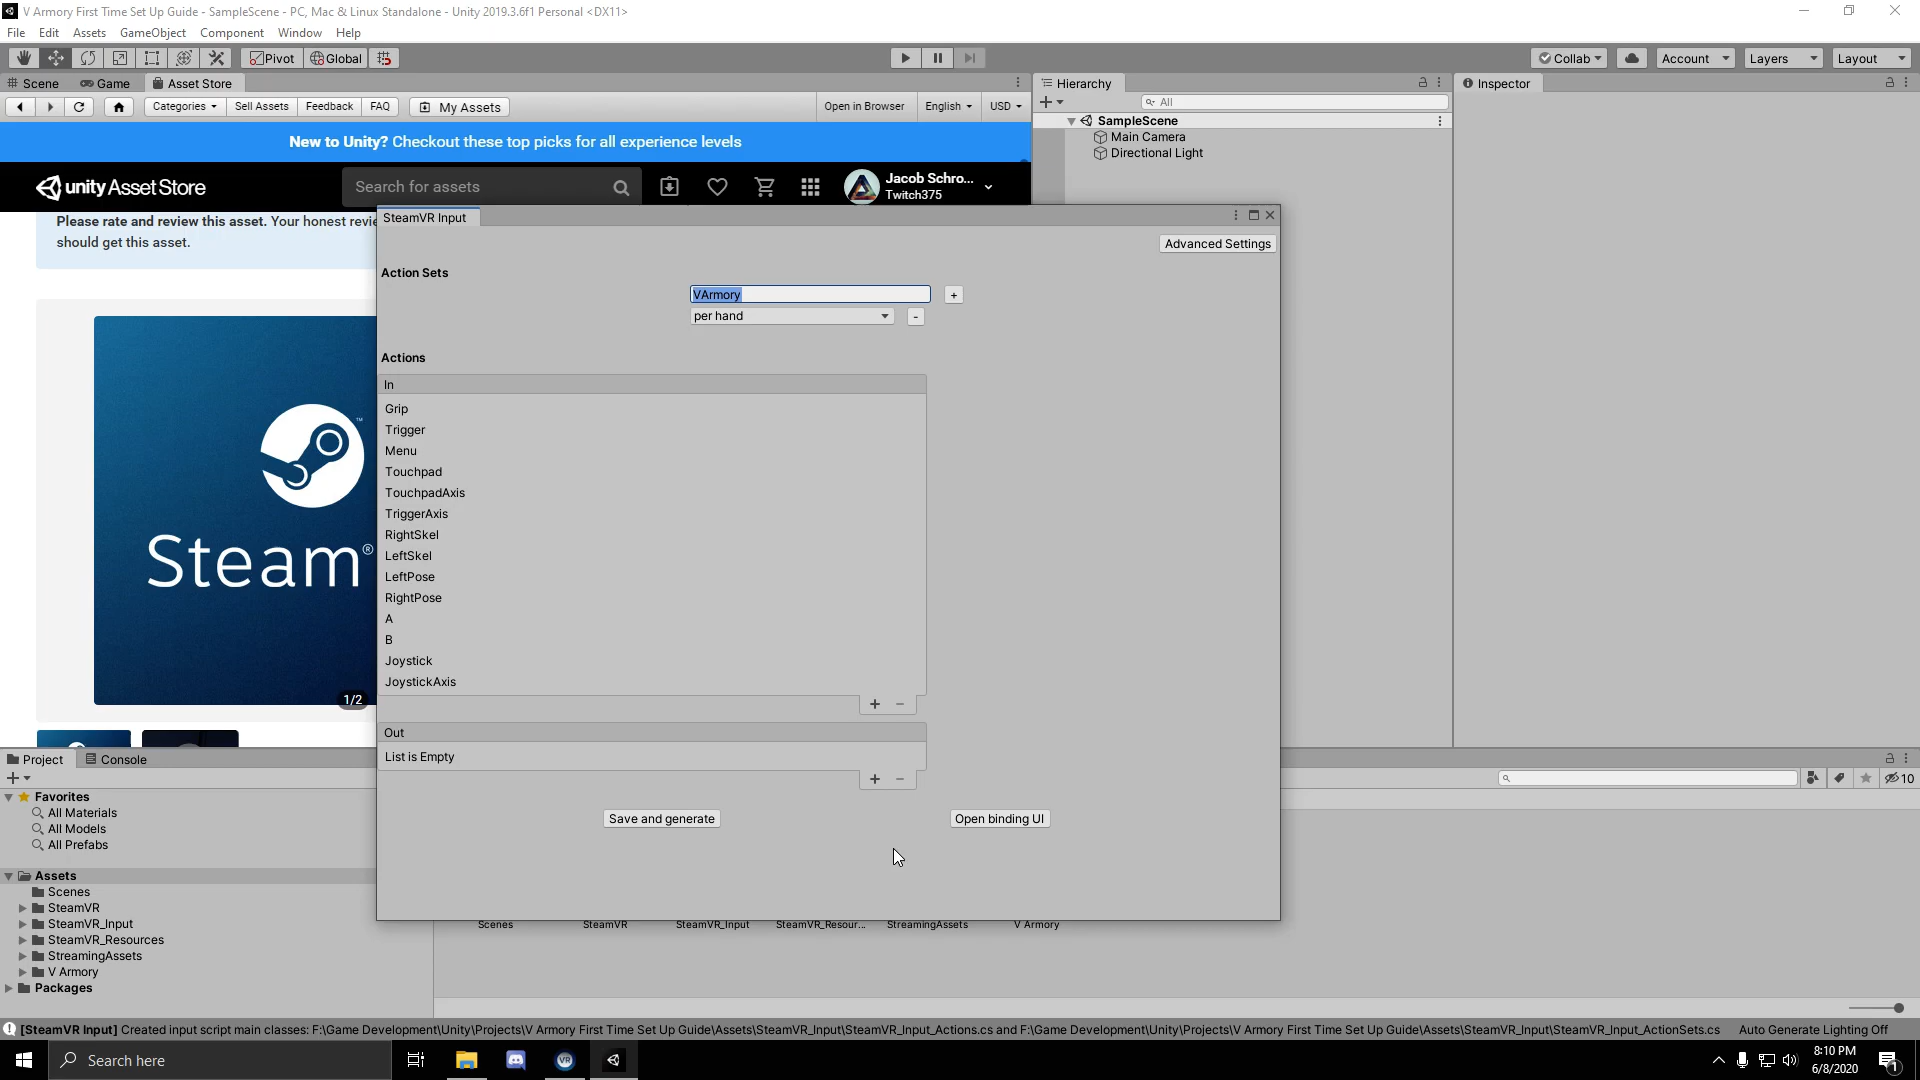 V Armory First Time Set Up Guide - SampleScene - PC, Mac & Linux Standalone - Unity 2019.3.6f1 Personal <DX11>
File Edit Assets GameObject Component Window Help
Pivot Global Collab Account Layers Layout
Scene Game Asset Store Hierarchy Inspector
Categories Sell Assets Feedback FAQ My Assets Open in Browser English USD
All
New to Unity? Checkout these top picks for all experience levels
SampleScene
Main Camera
Directional Light
unity Asset Store
Search for assets
Jacob Schro...
Twitch375
Please rate and review this asset. Your honest revie
should get this asset.
SteamVR Input
Advanced Settings
Action Sets
VArmory
+
per hand
-
Actions
In
Grip
Trigger
Menu
Touchpad
TouchpadAxis
TriggerAxis
RightSkel
LeftSkel
LeftPose
RightPose
A
B
Joystick
JoystickAxis
+ -
Out
List is Empty
+ -
Save and generate
Open binding UI
™
Steam®
1/2
Project Console
10
Favorites
All Materials
All Models
All Prefabs
Assets
Scenes
SteamVR
SteamVR_Input
SteamVR_Resources
StreamingAssets
V Armory
Packages
Scenes SteamVR SteamVR_Input SteamVR_Resour... StreamingAssets V Armory
[SteamVR Input] Created input script main classes: F:\Game Development\Unity\Projects\V Armory First Time Set Up Guide\Assets\SteamVR_Input\SteamVR_Input_Actions.cs and F:\Game Development\Unity\Projects\V Armory First Time Set Up Guide\Assets\SteamVR_Input\SteamVR_Input_ActionSets.cs
Auto Generate Lighting Off
Search here
VR
8:10 PM
6/8/2020
1